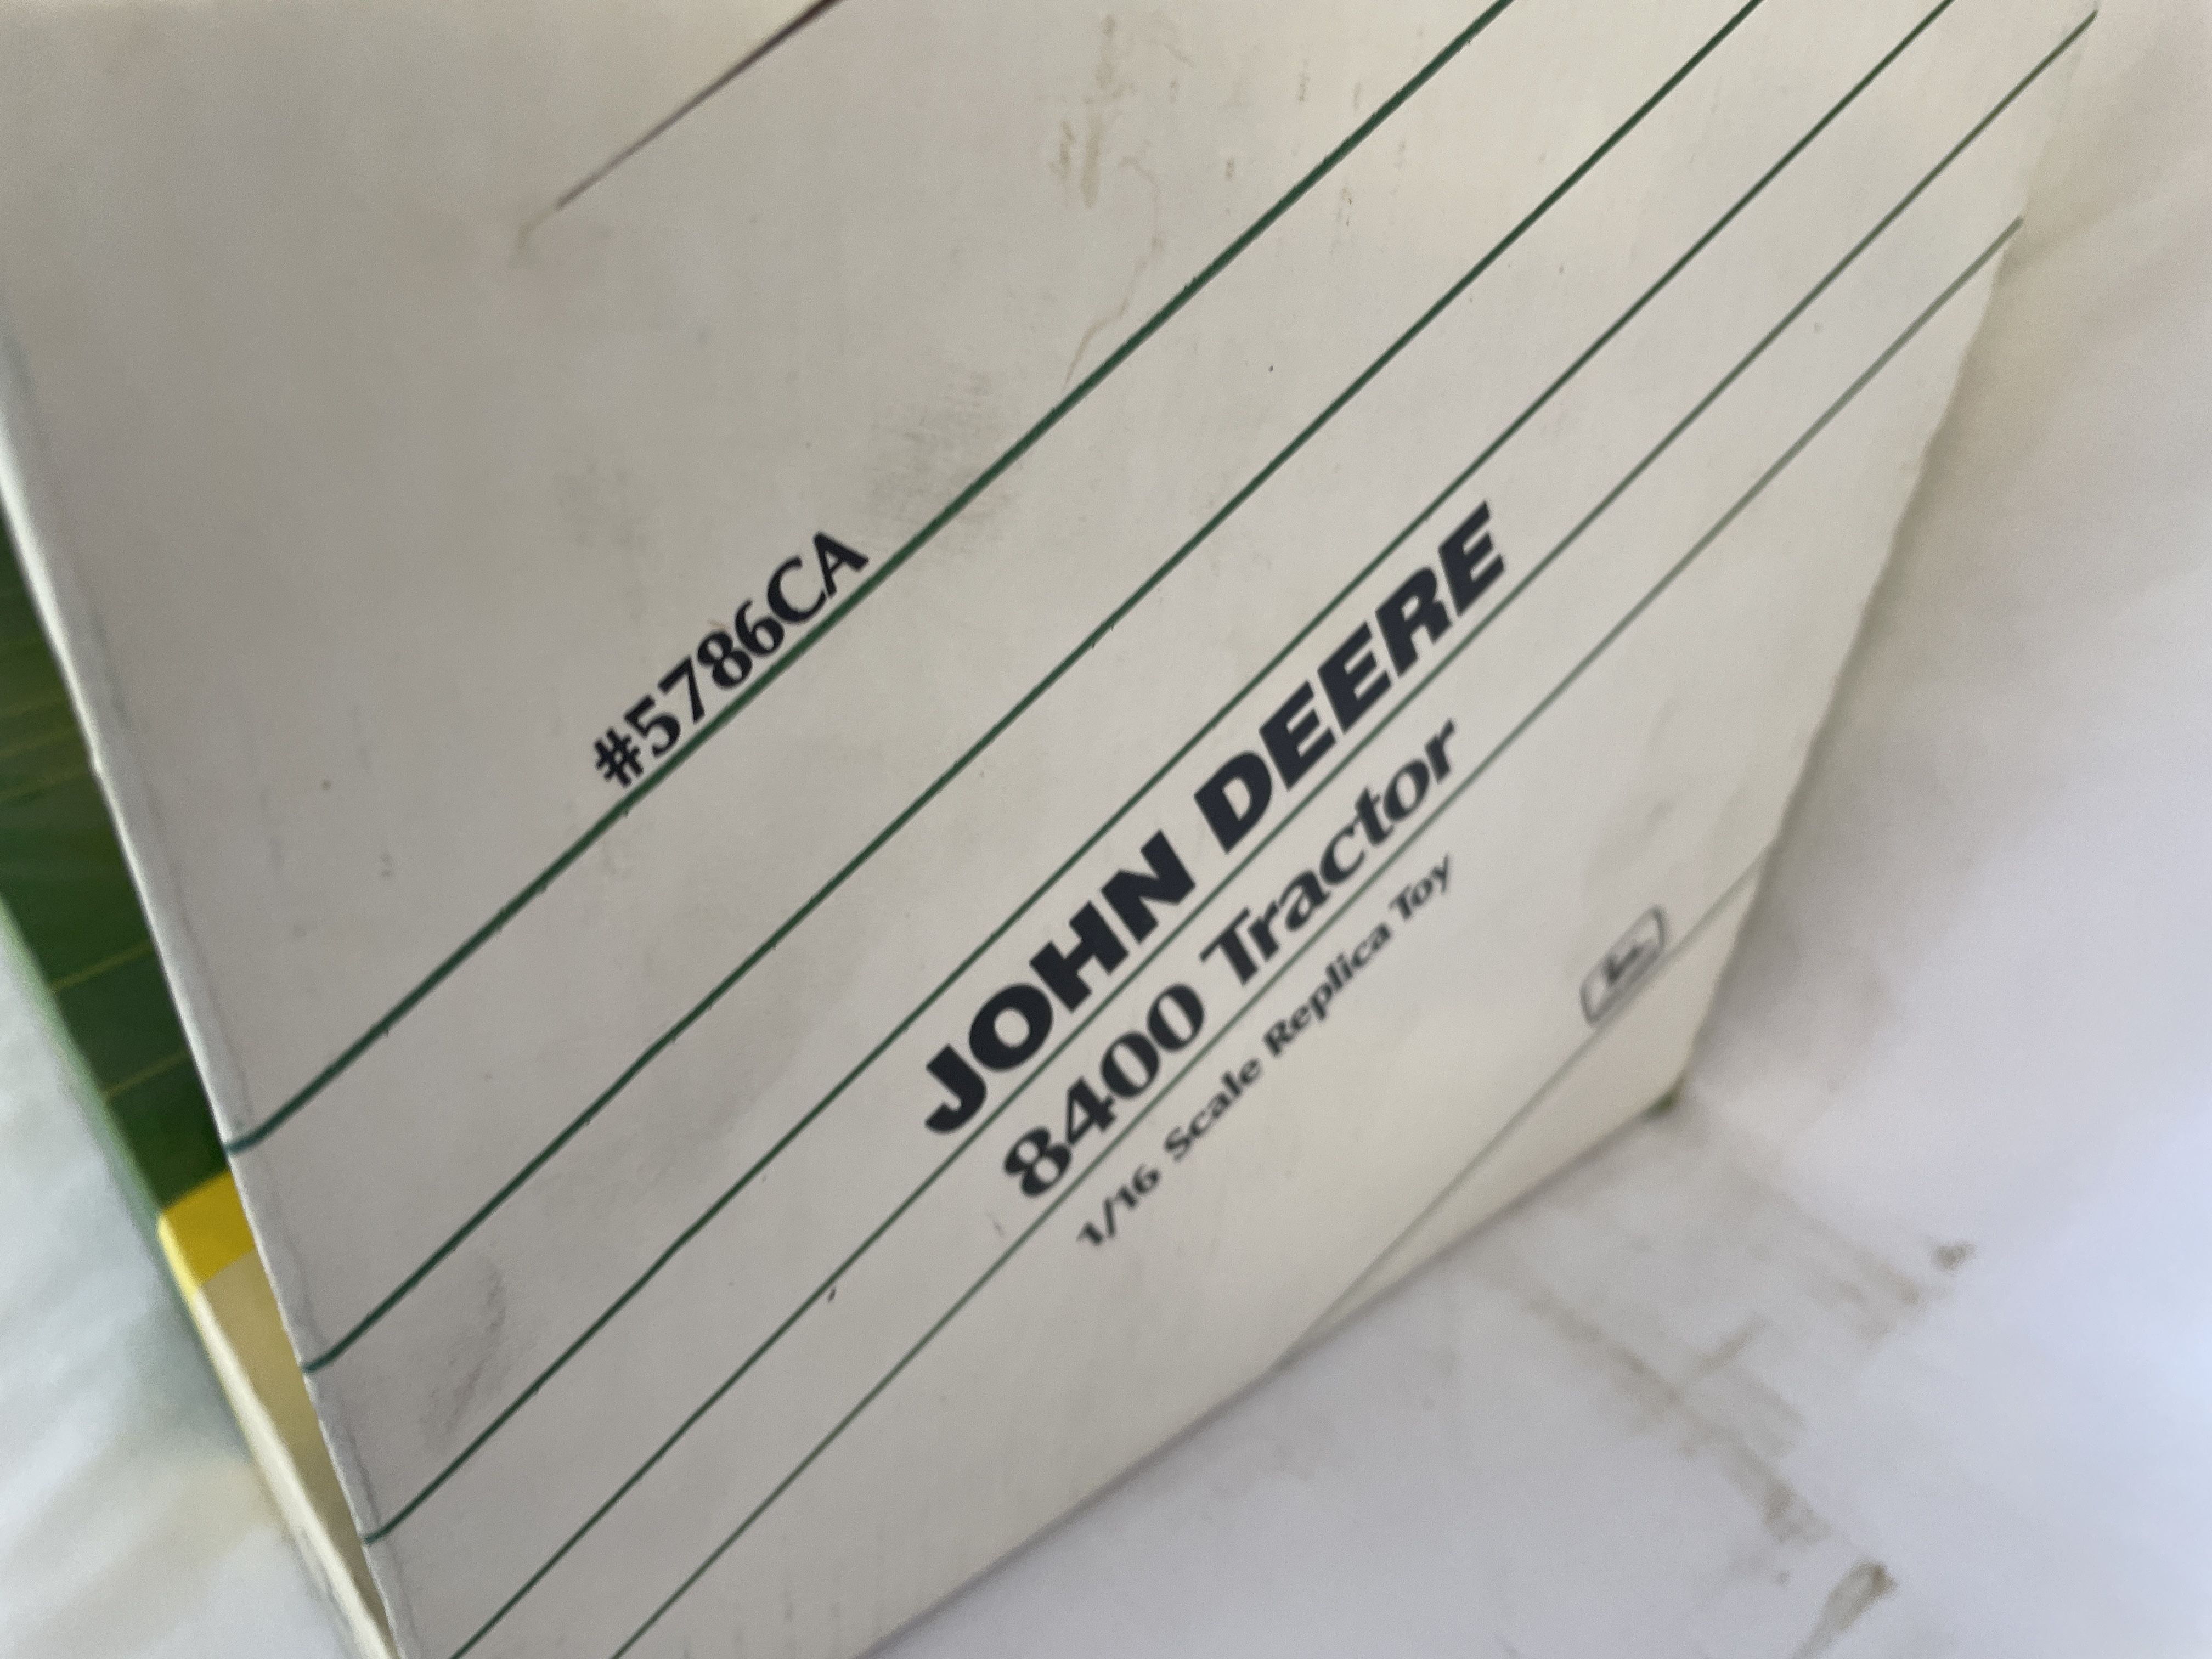 #5786CA
JOHN DEERE
8400 Tractor
1/16 Scale Replica Toy